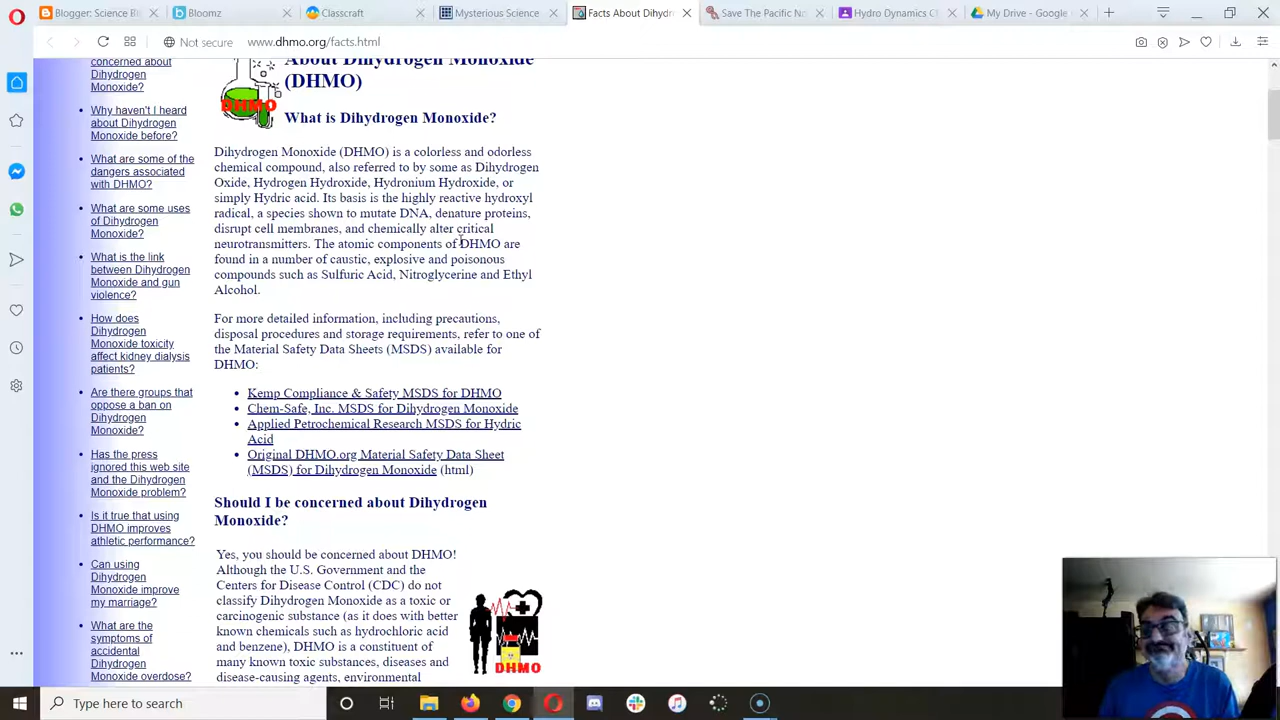 Blogger: Science Bl
Bloomz
Classcraft
Mysterious Science
Facts About Dihydr
Save The Pacific N
Hydro Dynamics Cl
My Drive - Google
Not secure
www.dhmo.org/facts.html
concerned about
Dihydrogen
Monoxide?
Why haven't I heard
about Dihydrogen
Monoxide before?
What are some of the
dangers associated
with DHMO?
What are some uses
of Dihydrogen
Monoxide?
What is the link
between Dihydrogen
Monoxide and gun
violence?
How does
Dihydrogen
Monoxide toxicity
affect kidney dialysis
patients?
Are there groups that
oppose a ban on
Dihydrogen
Monoxide?
Has the press
ignored this web site
and the Dihydrogen
Monoxide problem?
Is it true that using
DHMO improves
athletic performance?
Can using
Dihydrogen
Monoxide improve
my marriage?
What are the
symptoms of
accidental
Dihydrogen
Monoxide overdose?
DHMO
About Dihydrogen Monoxide
(DHMO)
What is Dihydrogen Monoxide?
Dihydrogen Monoxide (DHMO) is a colorless and odorless
chemical compound, also referred to by some as Dihydrogen
Oxide, Hydrogen Hydroxide, Hydronium Hydroxide, or
simply Hydric acid. Its basis is the highly reactive hydroxyl
radical, a species shown to mutate DNA, denature proteins,
disrupt cell membranes, and chemically alter critical
neurotransmitters. The atomic components of DHMO are
found in a number of caustic, explosive and poisonous
compounds such as Sulfuric Acid, Nitroglycerine and Ethyl
Alcohol.
For more detailed information, including precautions,
disposal procedures and storage requirements, refer to one of
the Material Safety Data Sheets (MSDS) available for
DHMO:
Kemp Compliance & Safety MSDS for DHMO
Chem-Safe, Inc. MSDS for Dihydrogen Monoxide
Applied Petrochemical Research MSDS for Hydric
Acid
Original DHMO.org Material Safety Data Sheet
(MSDS) for Dihydrogen Monoxide (html)
Should I be concerned about Dihydrogen
Monoxide?
Yes, you should be concerned about DHMO!
Although the U.S. Government and the
Centers for Disease Control (CDC) do not
classify Dihydrogen Monoxide as a toxic or
carcinogenic substance (as it does with better
known chemicals such as hydrochloric acid
and benzene), DHMO is a constituent of
many known toxic substances, diseases and
disease-causing agents, environmental
DHMO
Type here to search